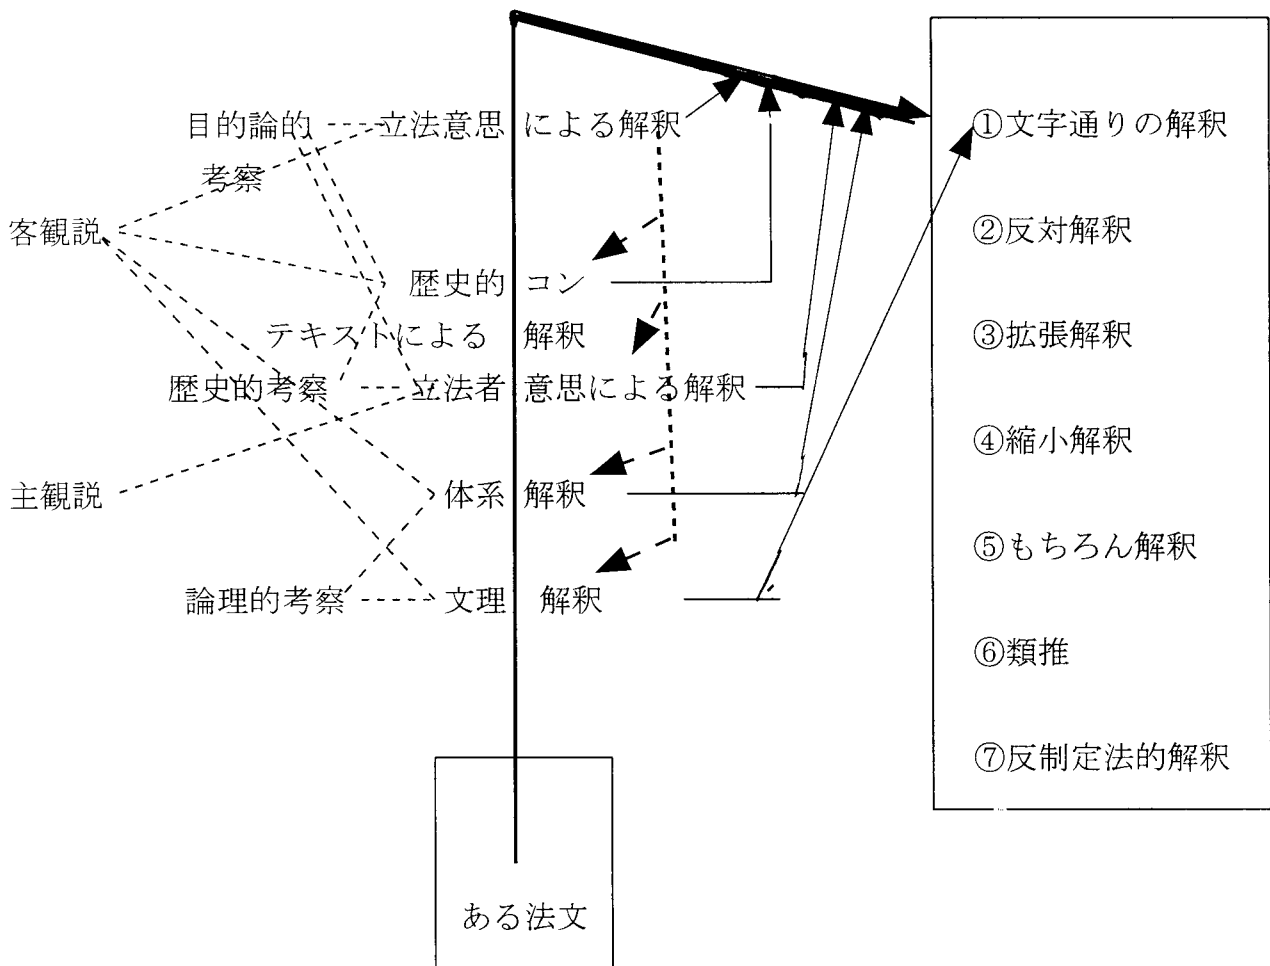 目的論的 立法意思 による解釈
考察
客観説
歴史的 コン
テキストによる 解釈
歴史的考察 立法者 意思による解釈
主観説 体系 解釈
論理的考察 文理 解釈
ある法文
①文字通りの解釈
②反対解釈
③拡張解釈
④縮小解釈
⑤もちろん解釈
⑥類推
⑦反制定法的解釈